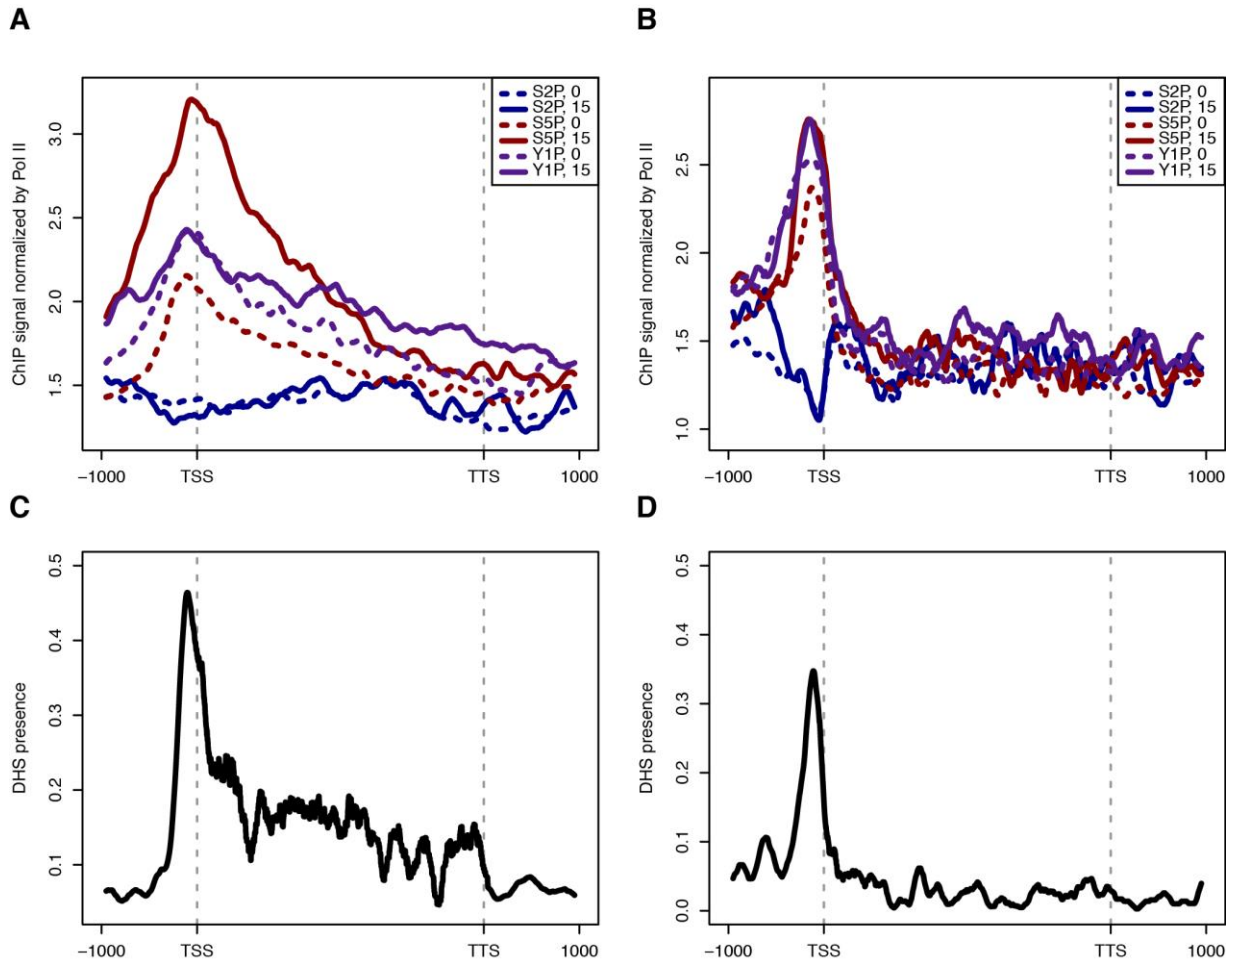 A
ChIP signal normalized by Pol II
3.0
2.5
2.0
1.5
S2P, 0
S2P, 15
S5P, 0
S5P, 15
Y1P, 0
Y1P, 15
−1000 TSS TTS 1000
B
ChIP signal normalized by Pol II
2.5
2.0
1.5
1.0
S2P, 0
S2P, 15
S5P, 0
S5P, 15
Y1P, 0
Y1P, 15
−1000 TSS TTS 1000
C
DHS presence
0.5
0.4
0.3
0.2
0.1
−1000 TSS TTS 1000
D
DHS presence
0.5
0.4
0.3
0.2
0.1
0.0
−1000 TSS TTS 1000